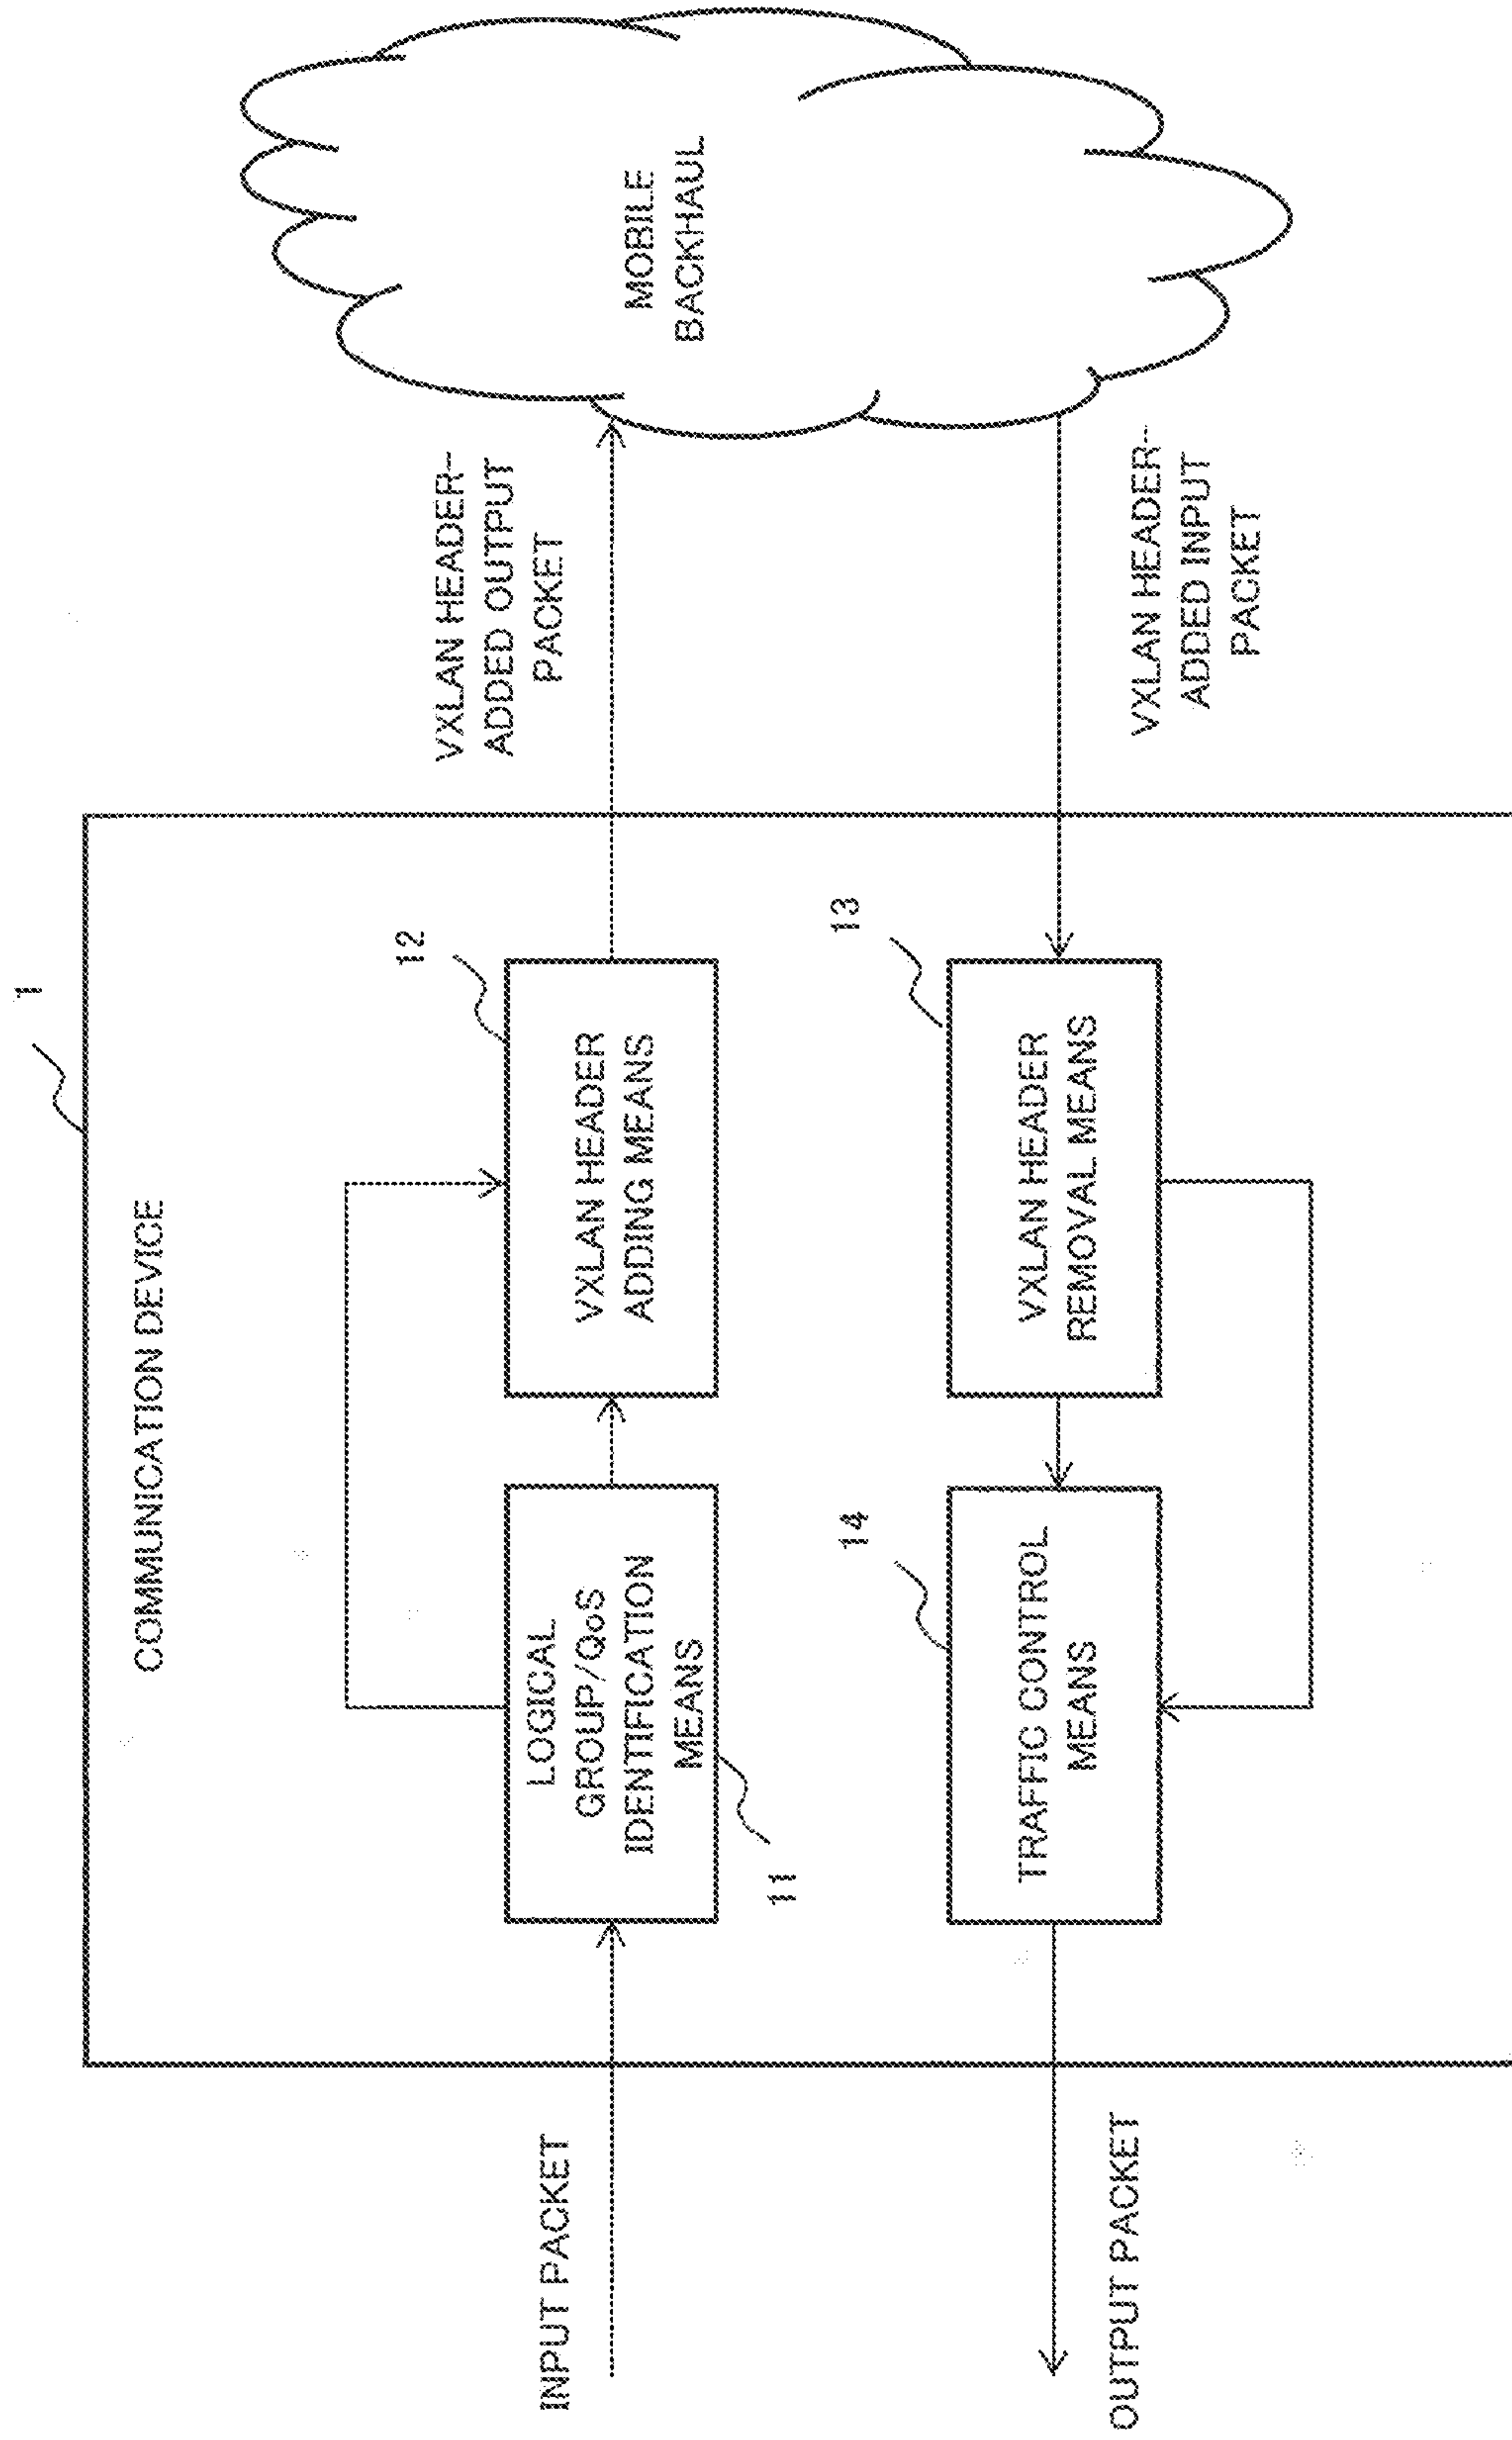 1
COMMUNICATION DEVICE
INPUT PACKET
LOGICAL
GROUP/QoS
IDENTIFICATION
MEANS
11
12
VXLAN HEADER
ADDING MEANS
VXLAN HEADER-
ADDED OUTPUT
PACKET
MOBILE
BACKHAUL
OUTPUT PACKET
14
TRAFFIC CONTROL
MEANS
13
VXLAN HEADER
REMOVAL MEANS
VXLAN HEADER-
ADDED INPUT
PACKET